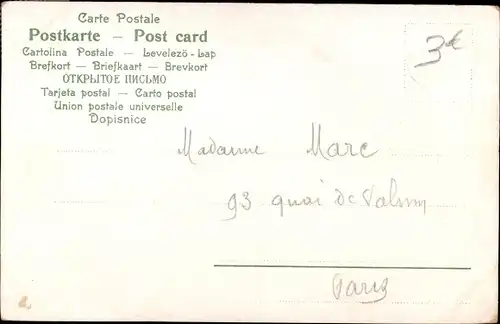 Carte Postale
Postkarte — Post card
Cartolina Postale — Levelező-Lap
Brefkort — Briefkaart — Brevkort
ОТКРЫТОЕ ПИСЬМО
Tarjeta postal — Carto postal
Union postale universelle
Dopisnice
3€
Madame Marc
93 quai de Valmy
Paris